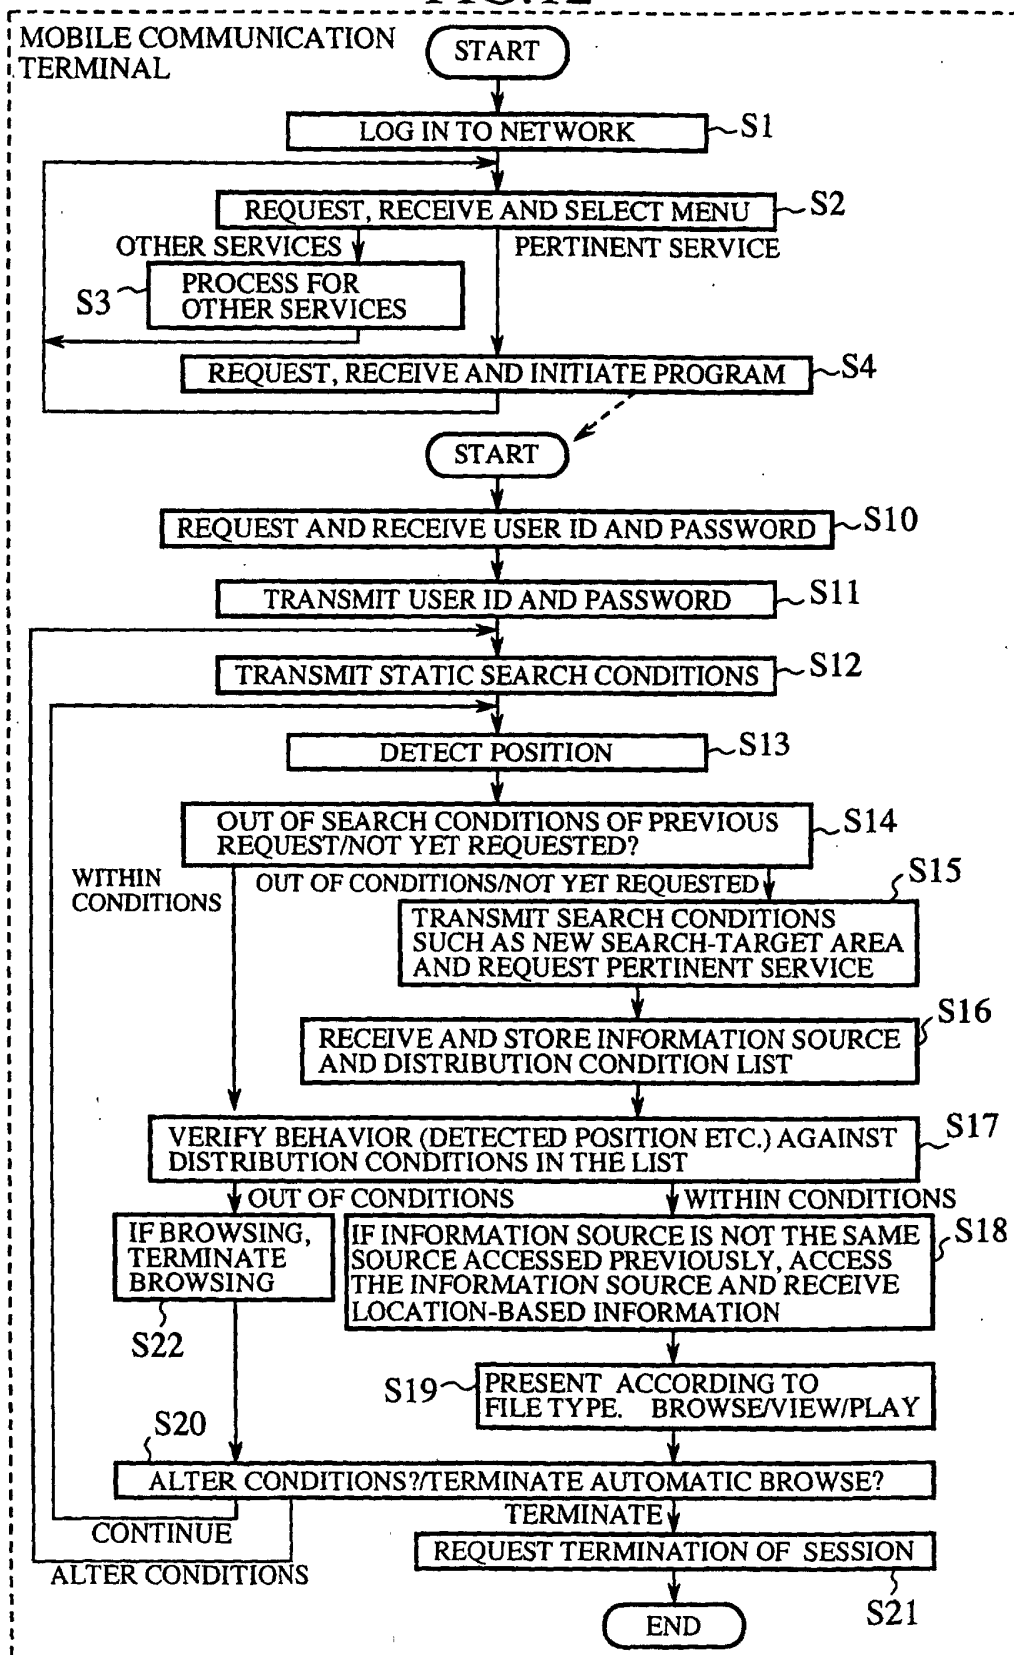 FIG.12
MOBILE COMMUNICATION
TERMINAL
START
LOG IN TO NETWORK
S1
REQUEST, RECEIVE AND SELECT MENU
S2
OTHER SERVICES
PERTINENT SERVICE
S3
PROCESS FOR
OTHER SERVICES
REQUEST, RECEIVE AND INITIATE PROGRAM
S4
START
REQUEST AND RECEIVE USER ID AND PASSWORD
S10
TRANSMIT USER ID AND PASSWORD
S11
TRANSMIT STATIC SEARCH CONDITIONS
S12
DETECT POSITION
S13
OUT OF SEARCH CONDITIONS OF PREVIOUS
REQUEST/NOT YET REQUESTED?
S14
WITHIN
CONDITIONS
OUT OF CONDITIONS/NOT YET REQUESTED
S15
TRANSMIT SEARCH CONDITIONS
SUCH AS NEW SEARCH-TARGET AREA
AND REQUEST PERTINENT SERVICE
S16
RECEIVE AND STORE INFORMATION SOURCE
AND DISTRIBUTION CONDITION LIST
VERIFY BEHAVIOR (DETECTED POSITION ETC.) AGAINST
DISTRIBUTION CONDITIONS IN THE LIST
S17
OUT OF CONDITIONS
WITHIN CONDITIONS
IF BROWSING,
TERMINATE
BROWSING
S22
IF INFORMATION SOURCE IS NOT THE SAME
SOURCE ACCESSED PREVIOUSLY, ACCESS
THE INFORMATION SOURCE AND RECEIVE
LOCATION-BASED INFORMATION
S18
S19
PRESENT ACCORDING TO
FILE TYPE. BROWSE/VIEW/PLAY
S20
ALTER CONDITIONS?/TERMINATE AUTOMATIC BROWSE?
CONTINUE
TERMINATE
ALTER CONDITIONS
REQUEST TERMINATION OF SESSION
S21
END